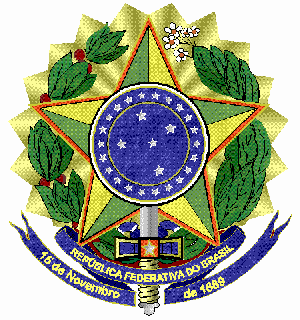 REPÚBLICA FEDERATIVA DO BRASIL
15 de Novembro
de 1889